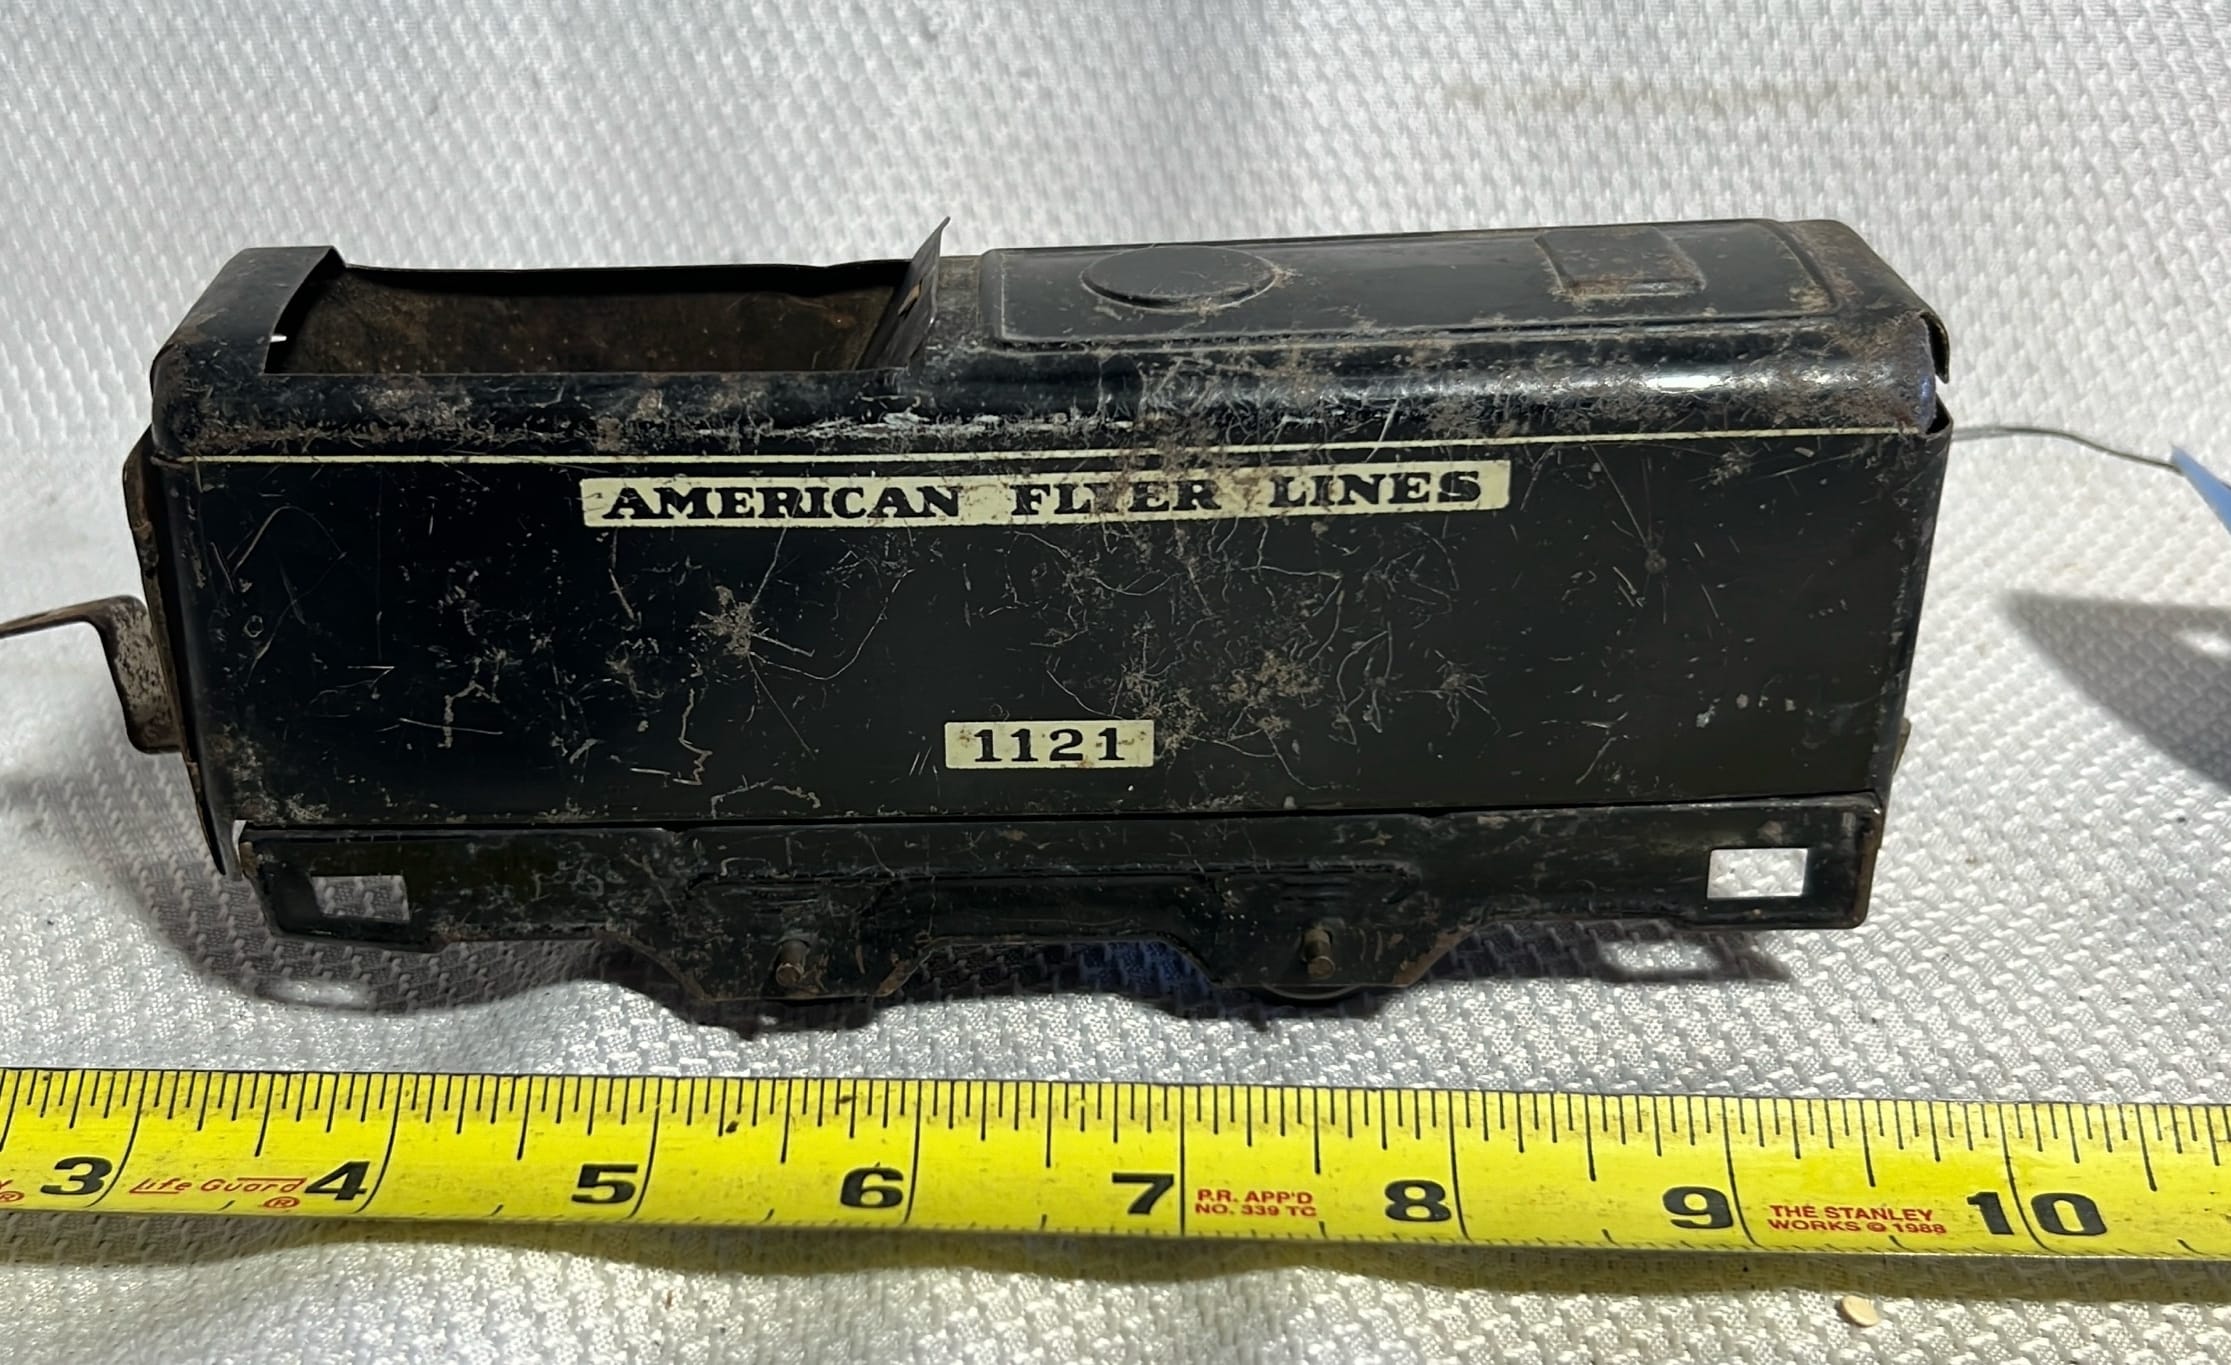 AMERICAN FLYER LINES
1121
3 Life Guard® 4 5 6 7 P.R. APP'D 8 9 THE STANLEY 10
NO. 339 TC WORKS © 1988